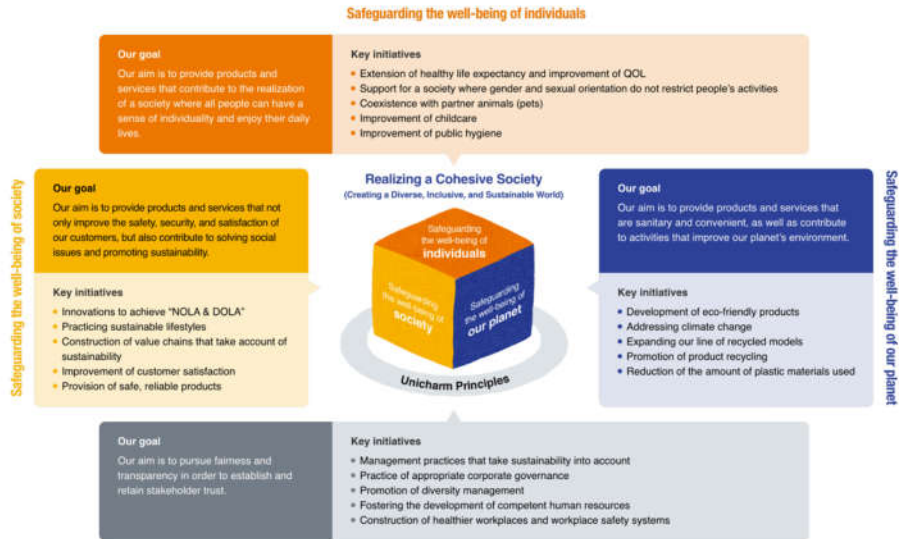 Safeguarding the well-being of individuals
Our goal
Our aim is to provide products and
services that contribute to the realization
of a society where all people can have a
sense of individuality and enjoy their daily
lives.
Key initiatives
• Extension of healthy life expectancy and improvement of QOL
• Support for a society where gender and sexual orientation do not restrict people's activities
• Coexistence with partner animals (pets)
• Improvement of childcare
• Improvement of public hygiene
Safeguarding the well-being of society
Our goal
Our aim is to provide products and services that not
only improve the safety, security, and satisfaction of
our customers, but also contribute to solving social
issues and promoting sustainability.
Key initiatives
• Innovations to achieve "NOLA & DOLA"
• Practicing sustainable lifestyles
• Construction of value chains that take account of
sustainability
• Improvement of customer satisfaction
• Provision of safe, reliable products
Realizing a Cohesive Society
(Creating a Diverse, Inclusive, and Sustainable World)
Safeguarding
the well-being of
individuals
Safeguarding
the well-being of
society
Safeguarding
the well-being of
our planet
Unicharm Principles
Our goal
Our aim is to provide products and services that
are sanitary and convenient, as well as contribute
to activities that improve our planet's environment.
Key initiatives
• Development of eco-friendly products
• Addressing climate change
• Expanding our line of recycled models
• Promotion of product recycling
• Reduction of the amount of plastic materials used
Safeguarding the well-being of our planet
Our goal
Our aim is to pursue fairness and
transparency in order to establish and
retain stakeholder trust.
Key initiatives
• Management practices that take sustainability into account
• Practice of appropriate corporate governance
• Promotion of diversity management
• Fostering the development of competent human resources
• Construction of healthier workplaces and workplace safety systems